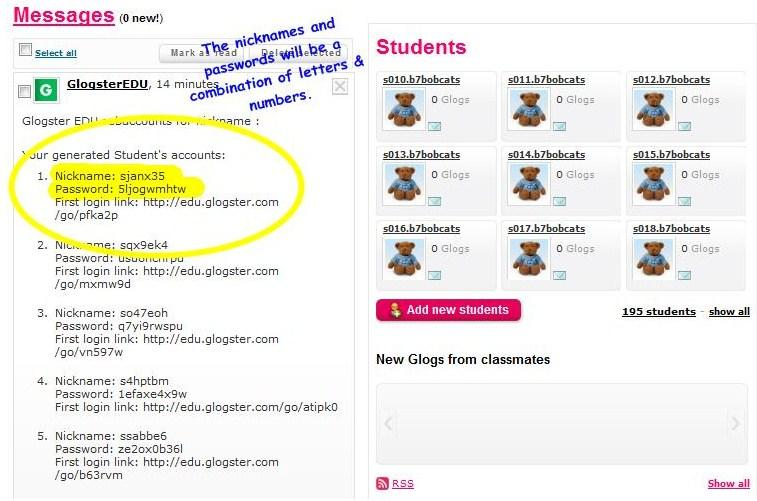 Messages (0 new!)
Select all
Mark as read
Delete selected
The nicknames and
passwords will be a
combination of letters &
numbers.
GlogsterEDU, 14 minutes
Glogster EDU subaccounts for nickname :
Your generated Student's accounts:
1. Nickname: sjanx35
Password: 5ljogwmhtw
First login link: http://edu.glogster.com
/go/pfka2p
2. Nickname: sqx9ek4
Password:
First login link: http://edu.glogster.com
/go/mxmw9d
3. Nickname: so47eoh
Password: q7yi9rwspu
First login link: http://edu.glogster.com
/go/vn597w
4. Nickname: s4hptbm
Password: 1efaxe4x9w
First login link: http://edu.glogster.com/go/atipk0
5. Nickname: ssabbe6
Password: ze2ox0b36l
First login link: http://edu.glogster.com
/go/b63rvm
Students
s010.b7bobcats s011.b7bobcats s012.b7bobcats
0 Glogs 0 Glogs 0 Glogs
s013.b7bobcats s014.b7bobcats s015.b7bobcats
0 Glogs 0 Glogs 0 Glogs
s016.b7bobcats s017.b7bobcats s018.b7bobcats
0 Glogs 0 Glogs 0 Glogs
Add new students
195 students - show all
New Glogs from classmates
RSS
Show all